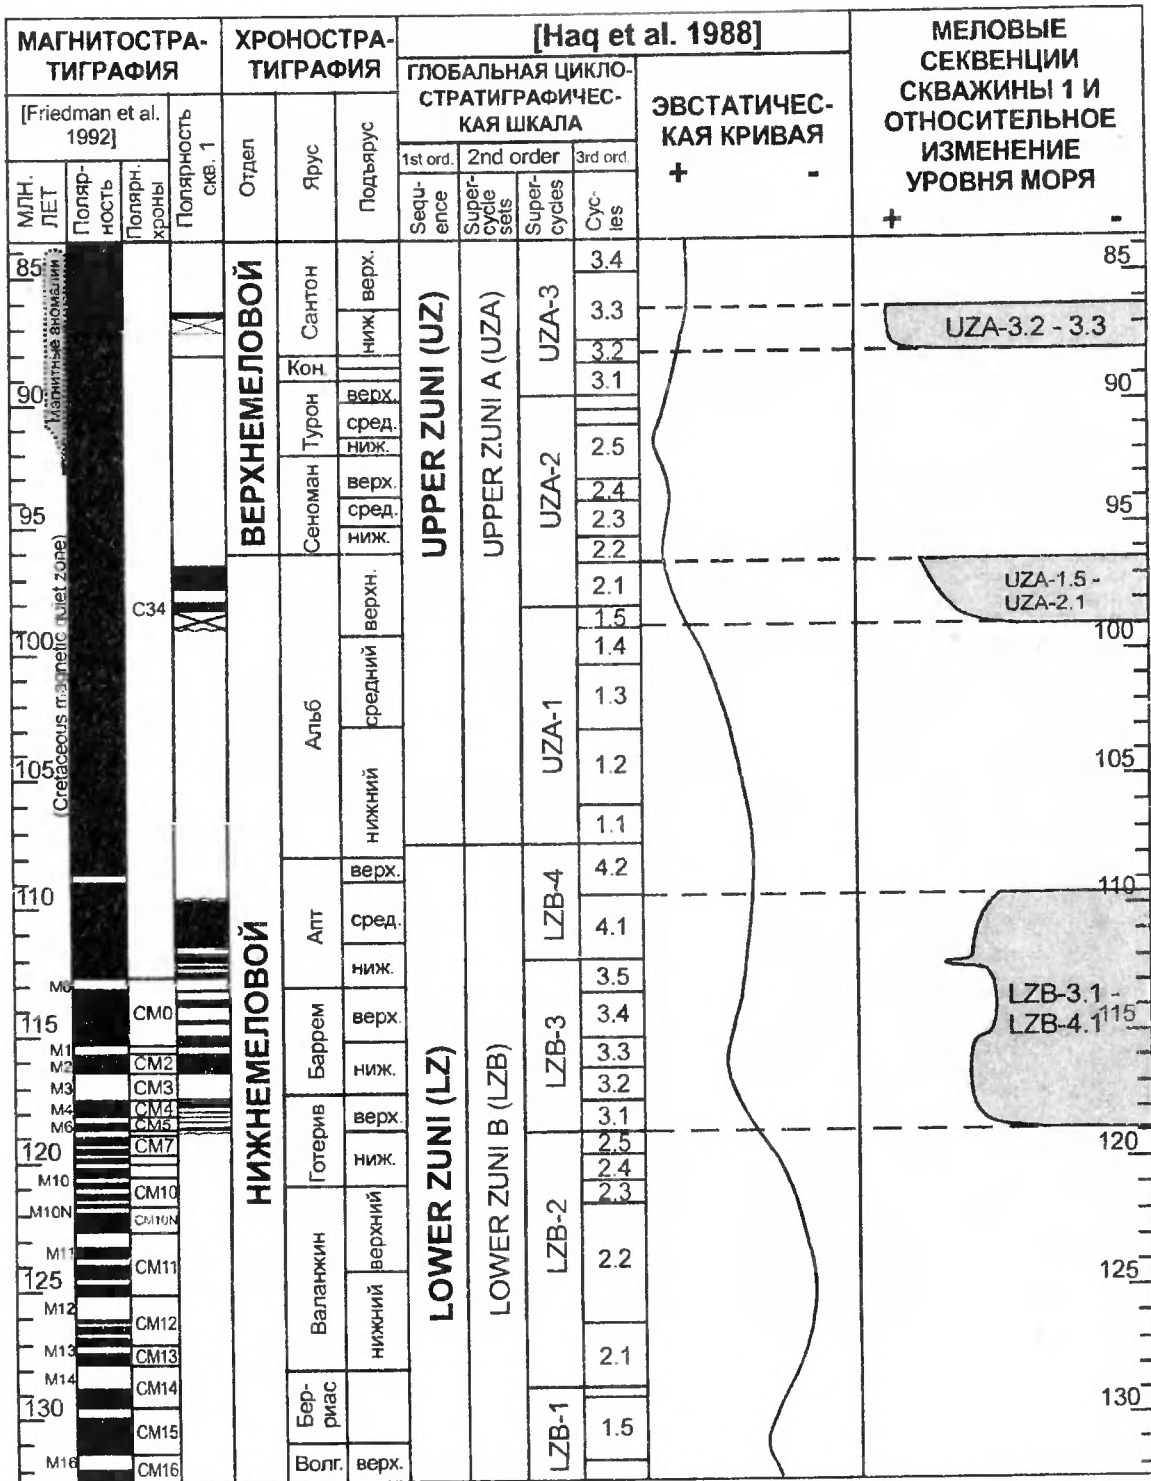 МАГНИТОСТРА-
ТИГРАФИЯ
ХРОНОСТРА-
ТИГРАФИЯ
[Haq et al. 1988]
МЕЛОВЫЕ
СЕКВЕНЦИИ
СКВАЖИНЫ 1 И
ОТНОСИТЕЛЬНОЕ
ИЗМЕНЕНИЕ
УРОВНЯ МОРЯ
+ -
[Friedman et al.
1992]
Полярность
скв. 1
Отдел
Ярус
Подъярус
ГЛОБАЛЬНАЯ ЦИКЛО-
СТРАТИГРАФИЧЕС-
КАЯ ШКАЛА
ЭВСТАТИЧЕС-
КАЯ КРИВАЯ
+ -
1st ord.
2nd order
3rd ord.
МЛН.
ЛЕТ
Поляр-
ность
Полярн.
хроны
Sequ-
ence
Super-
cycle
sets
Super-
cycles
Cyc-
les
85
90
95
100
105
110
115
120
125
130
Магнитные аномалии
(Cretaceous magnetic quiet zone)
M0
M1
M2
M3
M4
M6
M10
M10N
M11
M12
M13
M14
M16
C34
CM0
CM2
CM3
CM4
CM5
CM7
CM10
CM10N
CM11
CM12
CM13
CM14
CM15
CM16
ВЕРХНЕМЕЛОВОЙ
НИЖНЕМЕЛОВОЙ
Сантон
Кон.
Турон
Сеноман
Альб
Апт
Баррем
Готерив
Валанжин
Бер-
риас
Волг.
верх.
ниж.
верх.
сред.
ниж.
верх.
сред.
ниж.
верхн.
средний
нижний
верх.
сред.
ниж.
верх.
ниж.
верх.
ниж.
верхний
нижний
верх.
UPPER ZUNI (UZ)
LOWER ZUNI (LZ)
UPPER ZUNI A (UZA)
LOWER ZUNI B (LZB)
UZA-3
UZA-2
UZA-1
LZB-4
LZB-3
LZB-2
LZB-1
3.4
3.3
3.2
3.1
2.5
2.4
2.3
2.2
2.1
1.5
1.4
1.3
1.2
1.1
4.2
4.1
3.5
3.4
3.3
3.2
3.1
2.5
2.4
2.3
2.2
2.1
1.5
85
UZA-3.2 - 3.3
90
95
UZA-1.5 -
UZA-2.1
100
105
110
LZB-3.1 -
LZB-4.1
115
120
125
130